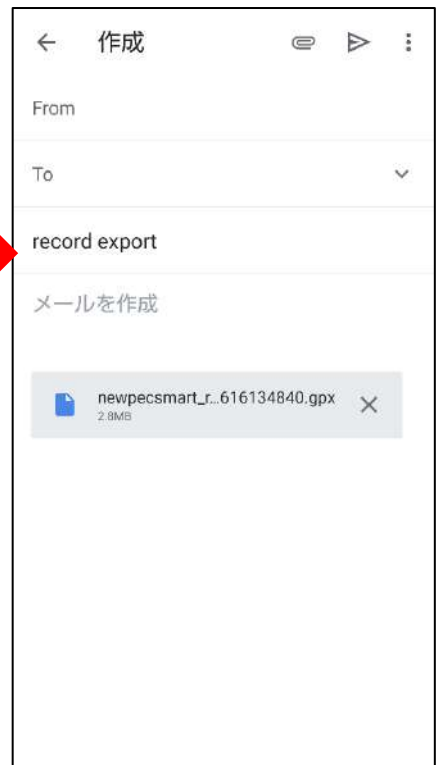 作成
From
To
record export
メールを作成
newpecsmart_r...616134840.gpx
2.8MB